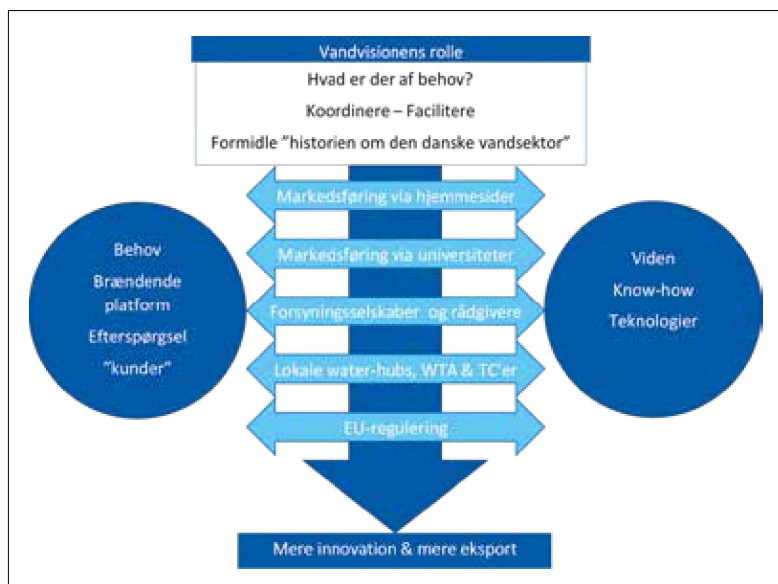 Vandvisionens rolle
Hvad er der af behov?
Koordinere – Facilitere
Formidle ”historien om den danske vandsektor”
Markedsføring via hjemmesider
Behov
Brændende
platform
Efterspørgsel
”kunder”
Markedsføring via universiteter
Forsyningsselskaber og rådgivere
Lokale water-hubs, WTA & TC'er
EU-regulering
Viden
Know-how
Teknologier
Mere innovation & mere eksport